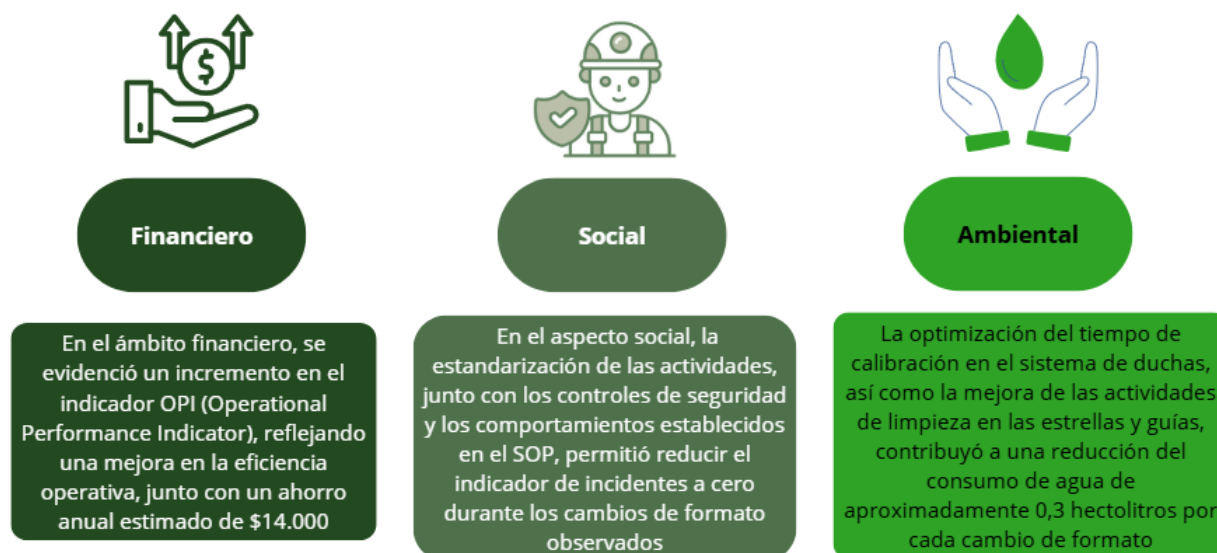 $
Financiero
Social
Ambiental
En el ámbito financiero, se
evidenció un incremento en el
indicador OPI (Operational
Performance Indicator), reflejando
una mejora en la eficiencia
operativa, junto con un ahorro
anual estimado de $14.000
En el aspecto social, la
estandarización de las actividades,
junto con los controles de seguridad
y los comportamientos establecidos
en el SOP, permitió reducir el
indicador de incidentes a cero
durante los cambios de formato
observados
La optimización del tiempo de
calibración en el sistema de duchas,
así como la mejora de las actividades
de limpieza en las estrellas y guías,
contribuyó a una reducción del
consumo de agua de
aproximadamente 0,3 hectolitros por
cada cambio de formato